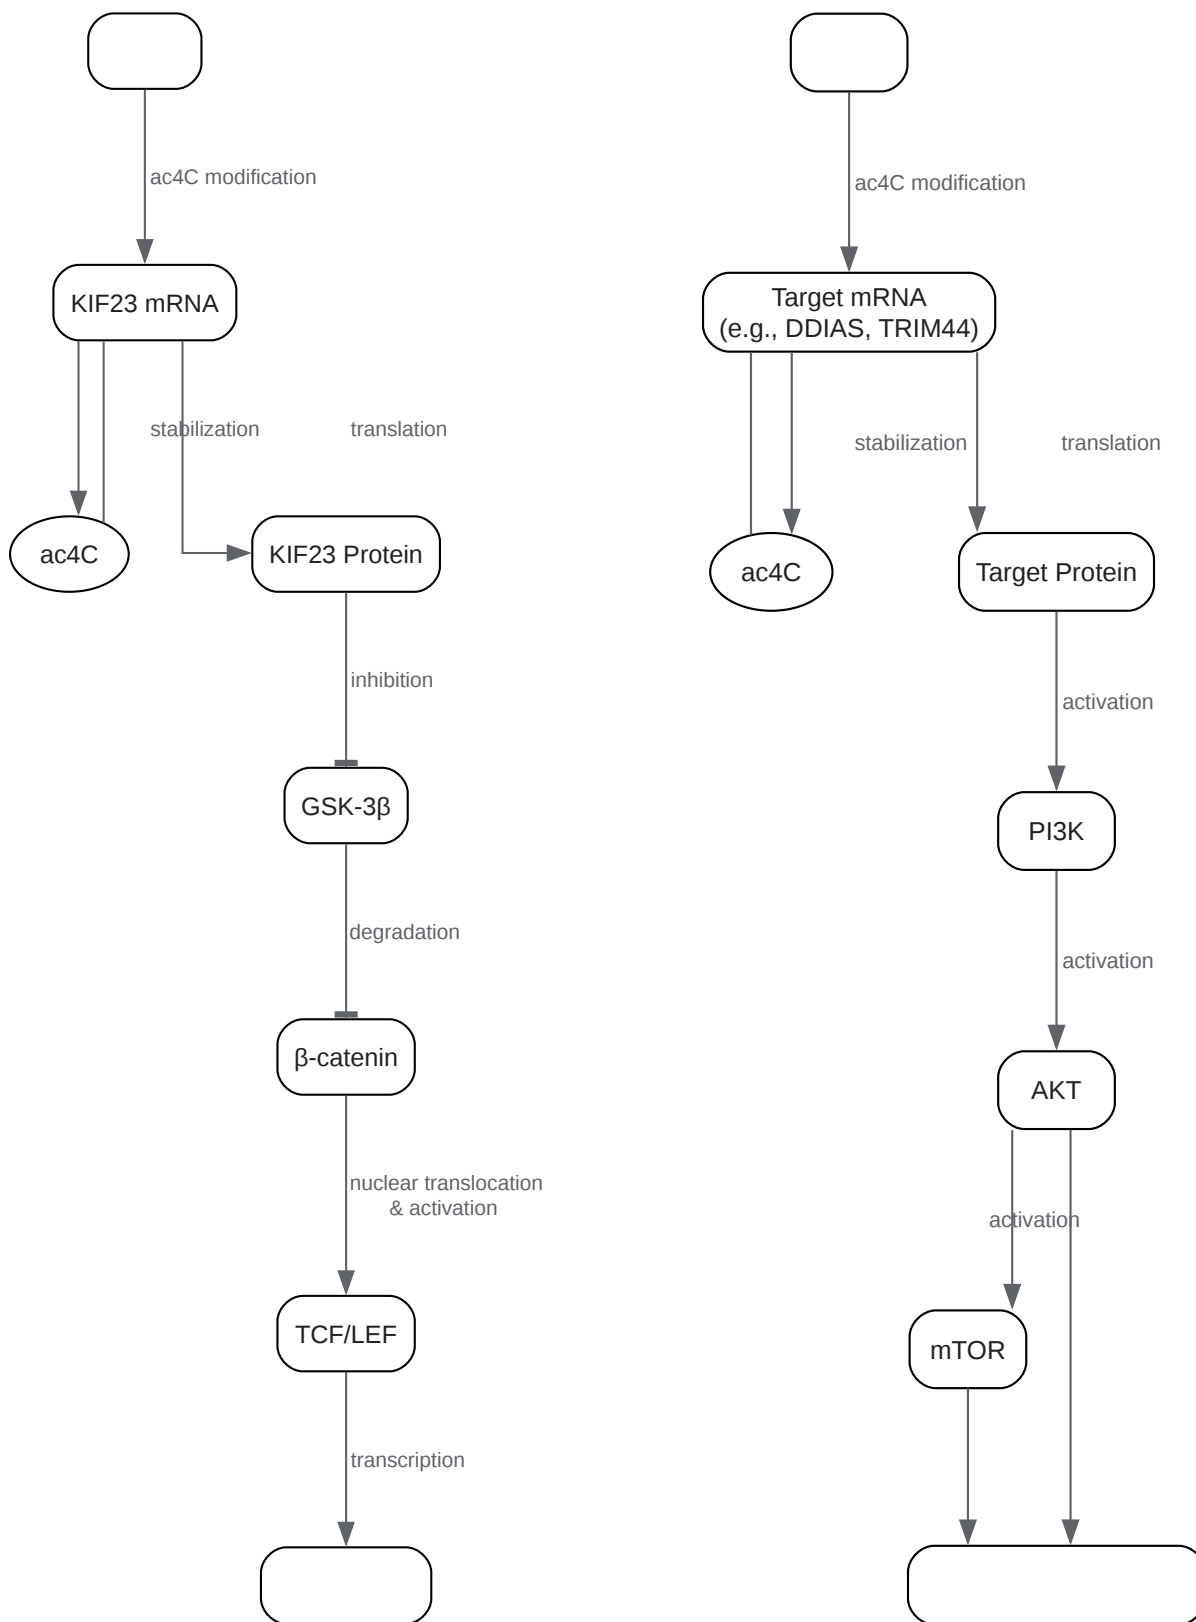 ac4C modification
KIF23 mRNA
stabilization
translation
ac4C
KIF23 Protein
inhibition
GSK-3β
degradation
β-catenin
nuclear translocation
& activation
TCF/LEF
transcription
ac4C modification
Target mRNA
(e.g., DDIAS, TRIM44)
stabilization
translation
ac4C
Target Protein
activation
PI3K
activation
AKT
activation
mTOR